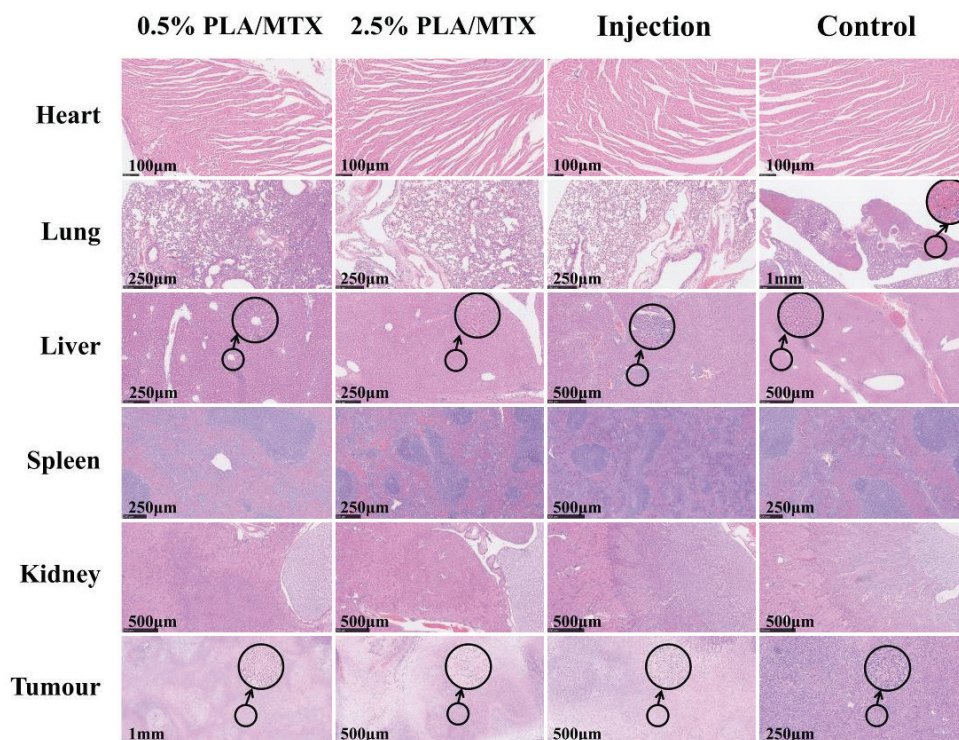 0.5% PLA/MTX 2.5% PLA/MTX Injection Control
Heart 100μm 100μm 100μm 100μm
Lung 250μm 250μm 250μm 1mm
Liver 250μm 250μm 500μm 500μm
Spleen 250μm 250μm 500μm 250μm
Kidney 500μm 500μm 500μm 500μm
Tumour 1mm 500μm 500μm 250μm